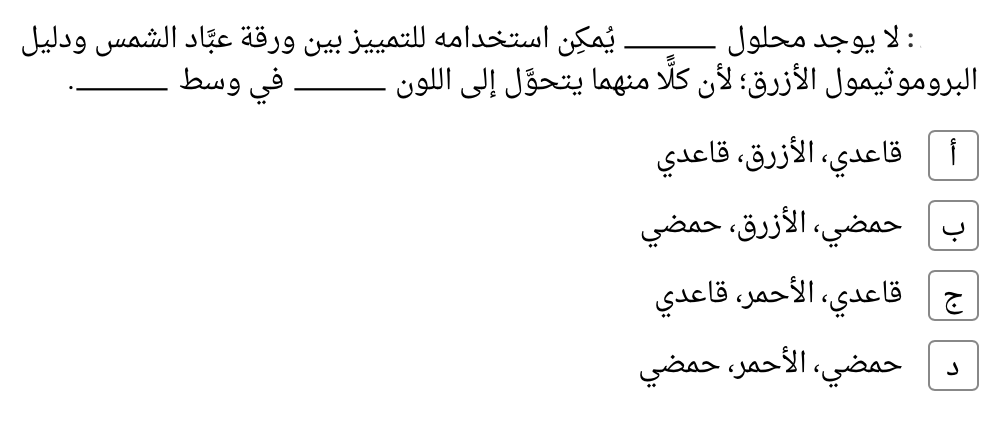 : لا يوجد محلول ______ يُمكِن استخدامه للتمييز بين ورقة عبَّاد الشمس ودليل
البروموثيمول الأزرق؛ لأن كلًّا منهما يتحوَّل إلى اللون ______ في وسط ______.
أ قاعدي، الأزرق، قاعدي
ب حمضي، الأزرق، حمضي
ج قاعدي، الأحمر، قاعدي
د حمضي، الأحمر، حمضي